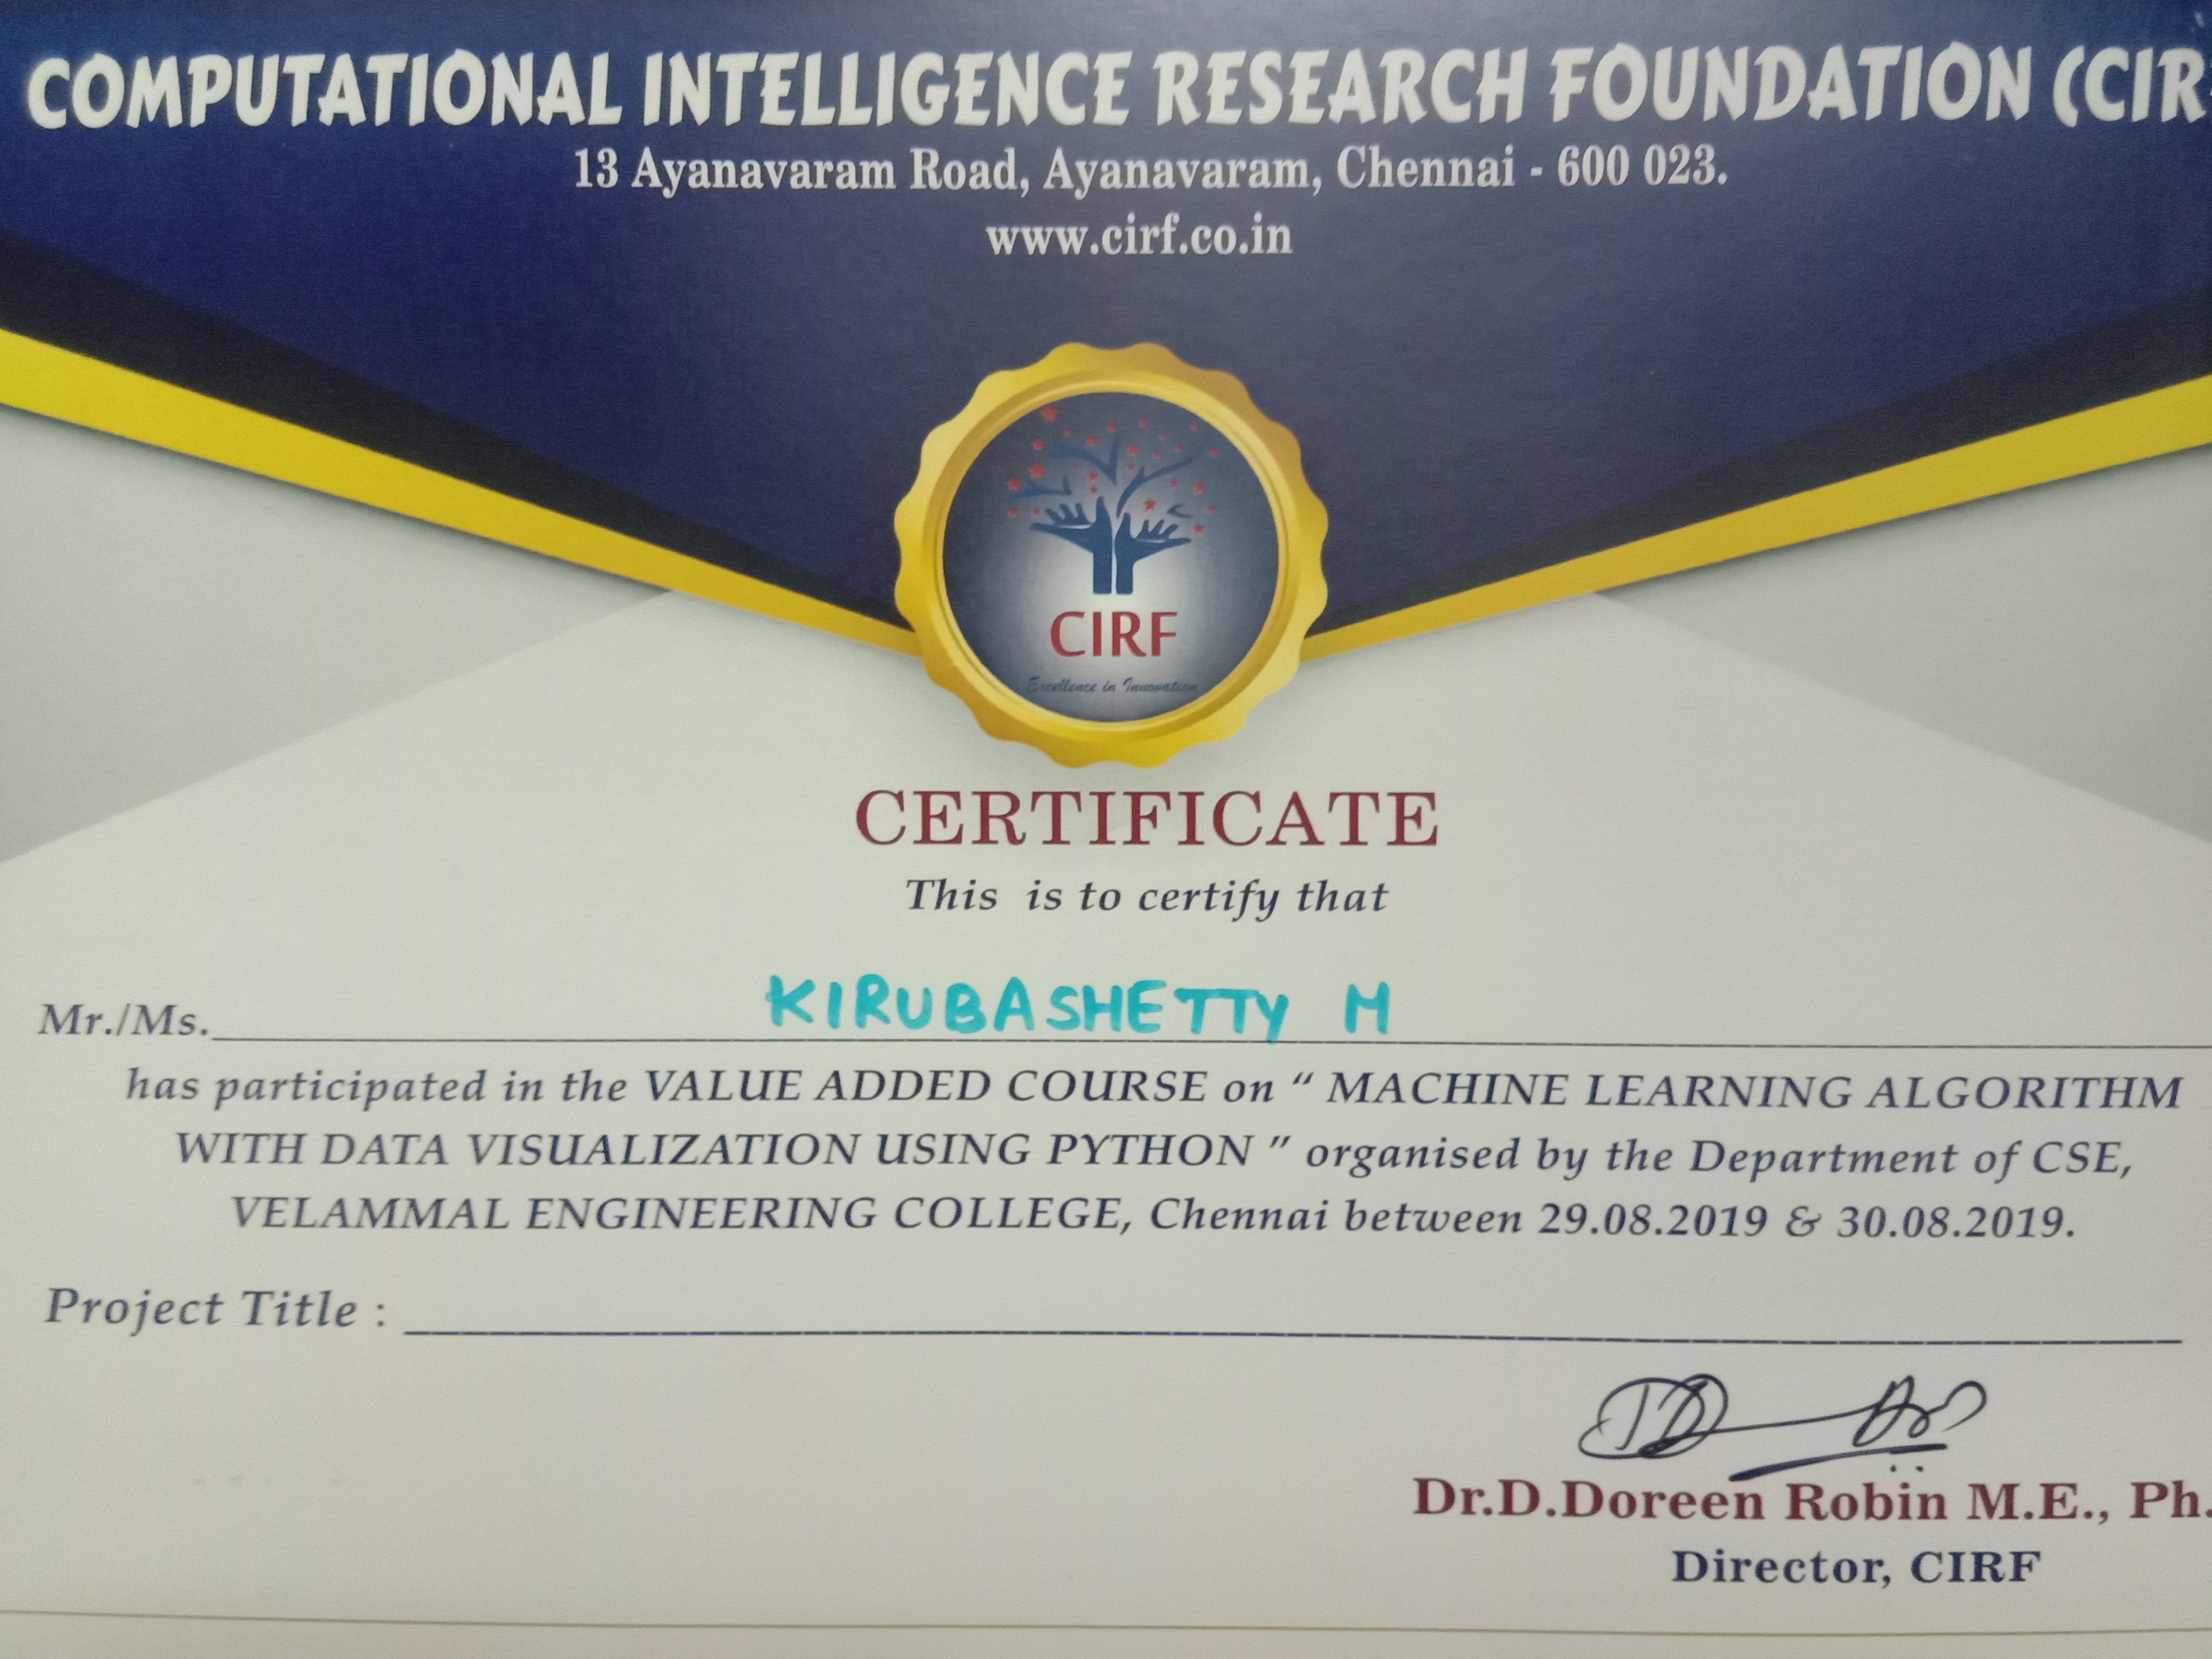 COMPUTATIONAL INTELLIGENCE RESEARCH FOUNDATION (CIR
13 Ayanavaram Road, Ayanavaram, Chennai - 600 023.
www.cirf.co.in
CIRF
Excellence in Innovation
CERTIFICATE
This is to certify that
Mr./Ms. KIRUBASHETTY M
has participated in the VALUE ADDED COURSE on “ MACHINE LEARNING ALGORITHM
WITH DATA VISUALIZATION USING PYTHON ” organised by the Department of CSE,
VELAMMAL ENGINEERING COLLEGE, Chennai between 29.08.2019 & 30.08.2019.
Project Title :
Dr.D.Doreen Robin M.E., Ph.
Director, CIRF